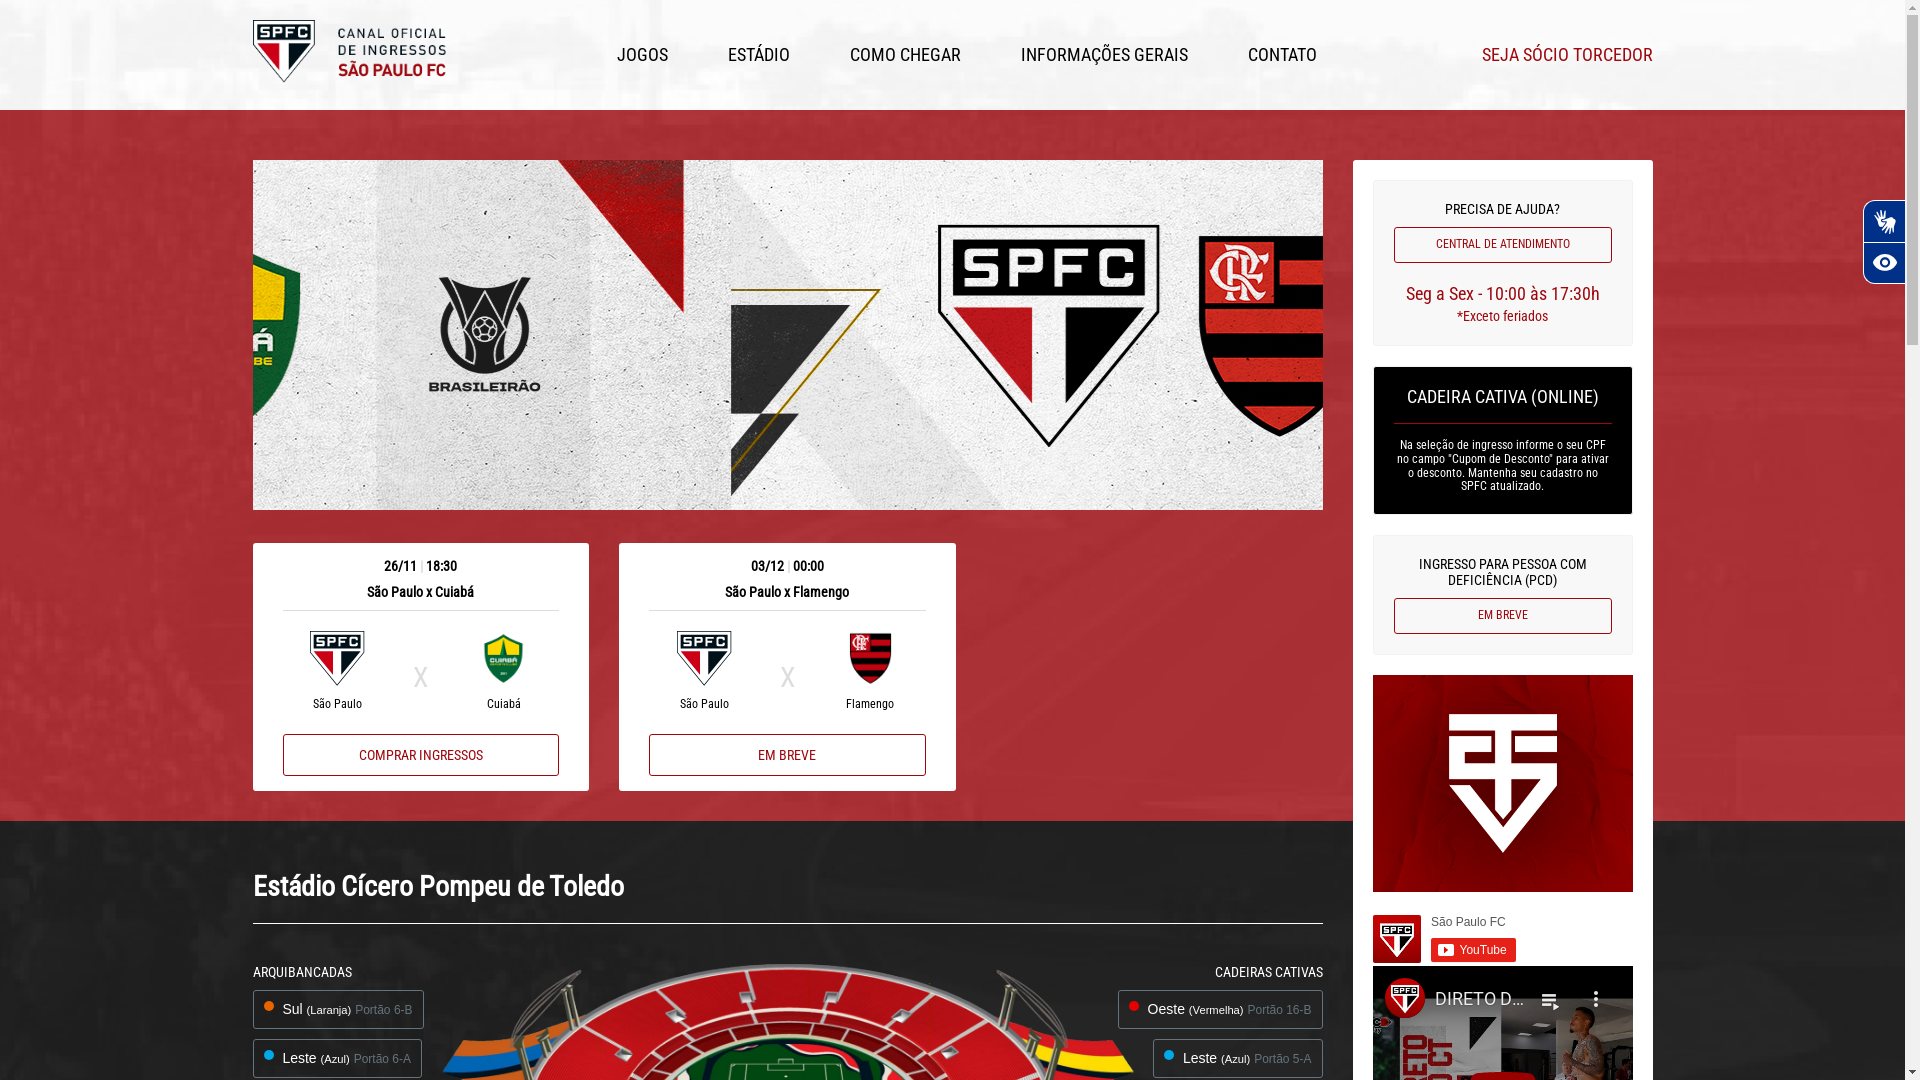 SPFC
CANAL OFICIAL
DE INGRESSOS
SÃO PAULO FC
JOGOS
ESTÁDIO
COMO CHEGAR
INFORMAÇÕES GERAIS
CONTATO
SEJA SÓCIO TORCEDOR
BRASILEIRÃO
SPFC
PRECISA DE AJUDA?
CENTRAL DE ATENDIMENTO
Seg a Sex - 10:00 às 17:30h
*Exceto feriados
CADEIRA CATIVA (ONLINE)
Na seleção de ingresso informe o seu CPF
no campo "Cupom de Desconto" para ativar
o desconto. Mantenha seu cadastro no
SPFC atualizado.
INGRESSO PARA PESSOA COM
DEFICIÊNCIA (PCD)
EM BREVE
26/11 | 18:30
São Paulo x Cuiabá
SPFC
CUIABÁ
X
São Paulo
Cuiabá
COMPRAR INGRESSOS
03/12 | 00:00
São Paulo x Flamengo
SPFC
X
São Paulo
Flamengo
EM BREVE
Estádio Cícero Pompeu de Toledo
ARQUIBANCADAS
Sul (Laranja) Portão 6-B
Leste (Azul) Portão 6-A
CADEIRAS CATIVAS
Oeste (Vermelha) Portão 16-B
Leste (Azul) Portão 5-A
SPFC
São Paulo FC
YouTube
SPFC
DIRETO D...